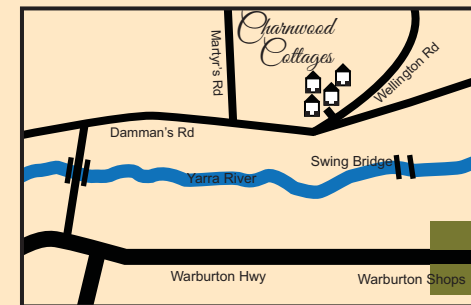 Charnwood
Cottages
Martyr's Rd
Wellington Rd
Damman's Rd
Swing Bridge
Yarra River
Warburton Hwy
Warburton Shops